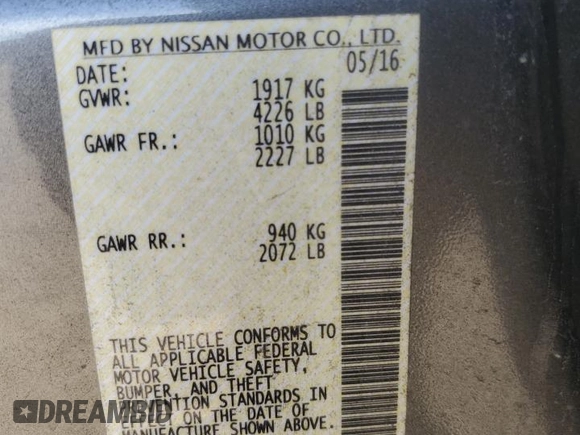 MFD BY NISSAN MOTOR CO., LTD.
DATE: 05/16
GVWR: 1917 KG
4226 LB
GAWR FR.: 1010 KG
2227 LB
GAWR RR.: 940 KG
2072 LB
THIS VEHICLE CONFORMS TO
ALL APPLICABLE FEDERAL
MOTOR VEHICLE SAFETY,
BUMPER, AND THEFT
STANDARDS IN
EFFECT ON THE DATE OF
MANUFACTURE SHOWN ABOVE.
DREAMBID